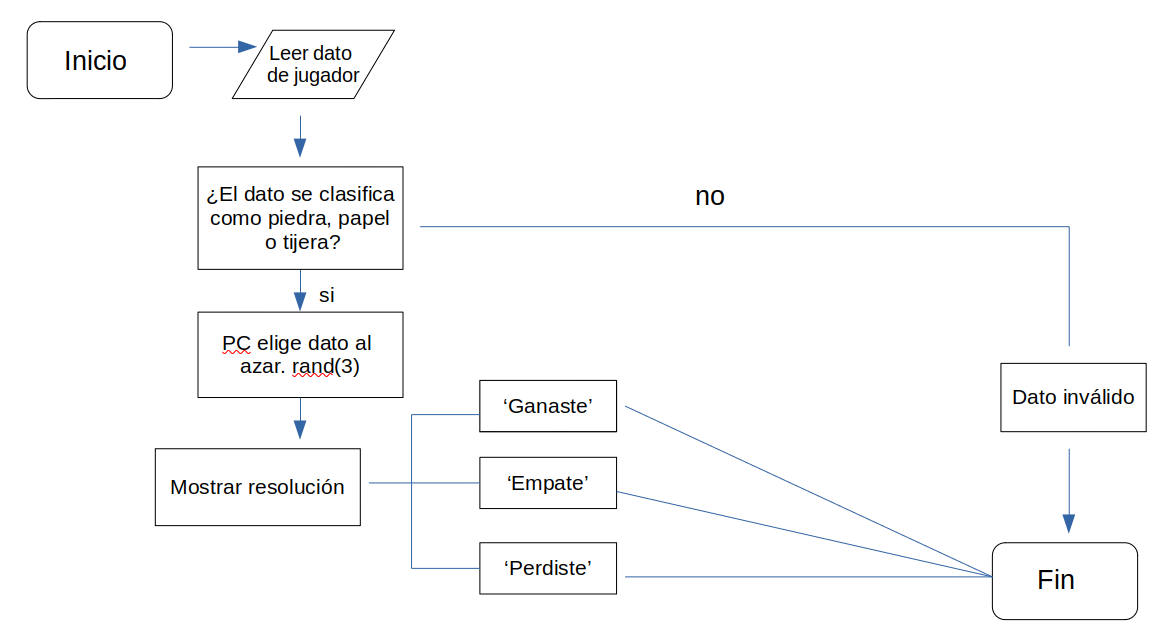 Inicio
Leer dato
de jugador
¿El dato se clasifica
como piedra, papel
o tijera?
no
si
PC elige dato al
azar. rand(3)
Mostrar resolución
‘Ganaste’
‘Empate’
‘Perdiste’
Dato inválido
Fin